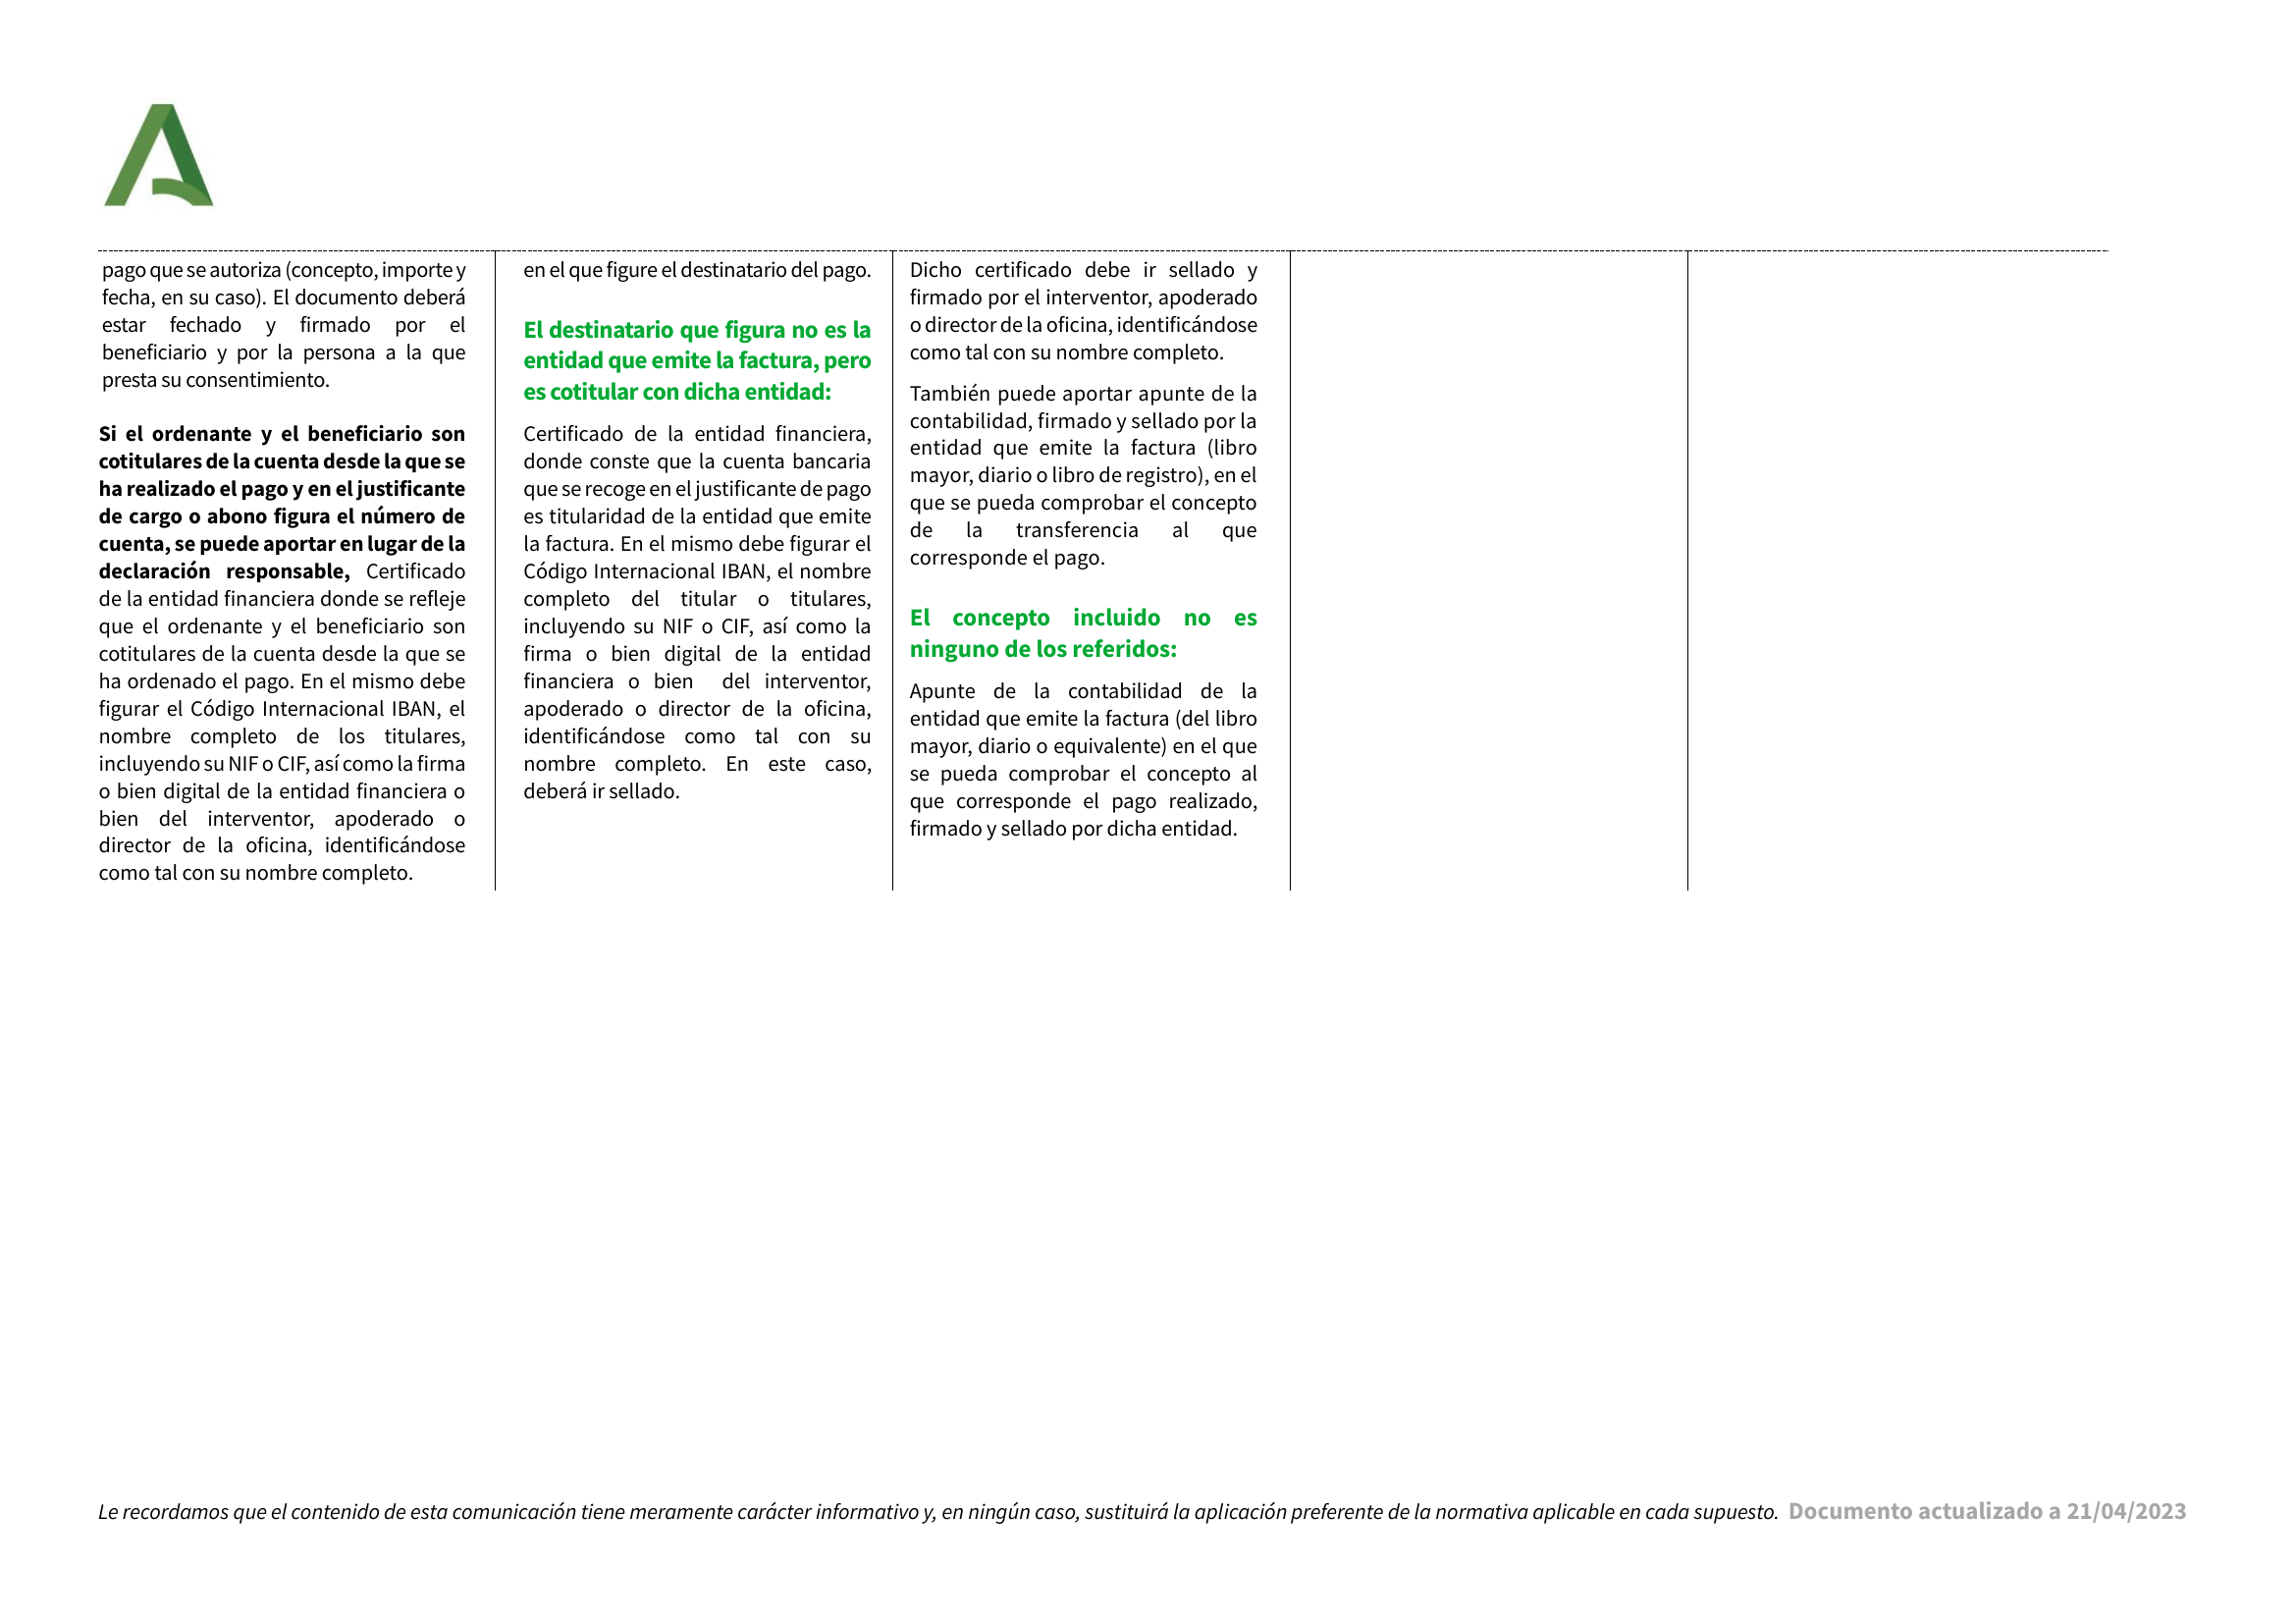 pago que se autoriza (concepto, importe y
fecha, en su caso). El documento deberá
estar fechado y firmado por el
beneficiario y por la persona a la que
presta su consentimiento.
Si el ordenante y el beneficiario son
cotitulares de la cuenta desde la que se
ha realizado el pago y en el justificante
de cargo o abono figura el número de
cuenta, se puede aportar en lugar de la
declaración responsable, Certificado
de la entidad financiera donde se refleje
que el ordenante y el beneficiario son
cotitulares de la cuenta desde la que se
ha ordenado el pago. En el mismo debe
figurar el Código Internacional IBAN, el
nombre completo de los titulares,
incluyendo su NIF o CIF, así como la firma
o bien digital de la entidad financiera o
bien del interventor, apoderado o
director de la oficina, identificándose
como tal con su nombre completo.
en el que figure el destinatario del pago.
El destinatario que figura no es la
entidad que emite la factura, pero
es cotitular con dicha entidad:
Certificado de la entidad financiera,
donde conste que la cuenta bancaria
que se recoge en el justificante de pago
es titularidad de la entidad que emite
la factura. En el mismo debe figurar el
Código Internacional IBAN, el nombre
completo del titular o titulares,
incluyendo su NIF o CIF, así como la
firma o bien digital de la entidad
financiera o bien del interventor,
apoderado o director de la oficina,
identificándose como tal con su
nombre completo. En este caso,
deberá ir sellado.
Dicho certificado debe ir sellado y
firmado por el interventor, apoderado
o director de la oficina, identificándose
como tal con su nombre completo.
También puede aportar apunte de la
contabilidad, firmado y sellado por la
entidad que emite la factura (libro
mayor, diario o libro de registro), en el
que se pueda comprobar el concepto
de la transferencia al que
corresponde el pago.
El concepto incluido no es
ninguno de los referidos:
Apunte de la contabilidad de la
entidad que emite la factura (del libro
mayor, diario o equivalente) en el que
se pueda comprobar el concepto al
que corresponde el pago realizado,
firmado y sellado por dicha entidad.
Le recordamos que el contenido de esta comunicación tiene meramente carácter informativo y, en ningún caso, sustituirá la aplicación preferente de la normativa aplicable en cada supuesto. Documento actualizado a 21/04/2023